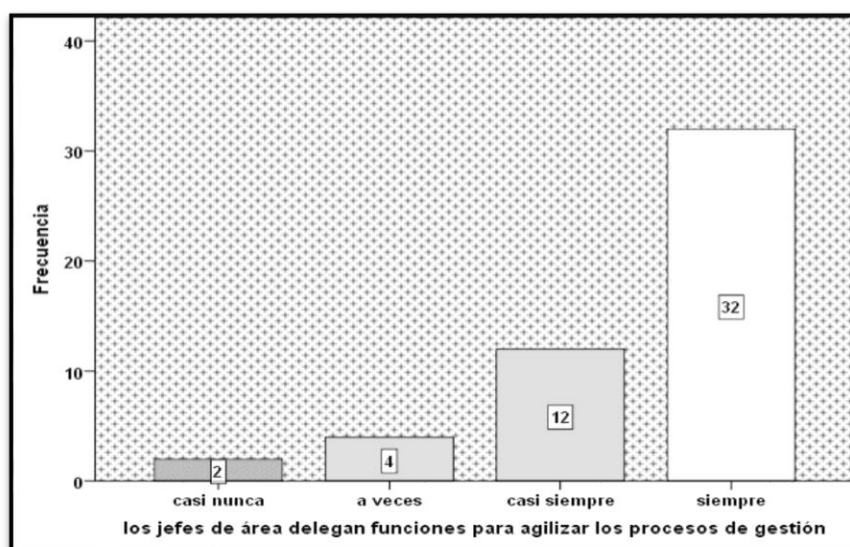 40
30
20
10
0
Frecuencia
2
4
12
32
casi nunca
a veces
casi siempre
siempre
los jefes de área delegan funciones para agilizar los procesos de gestión